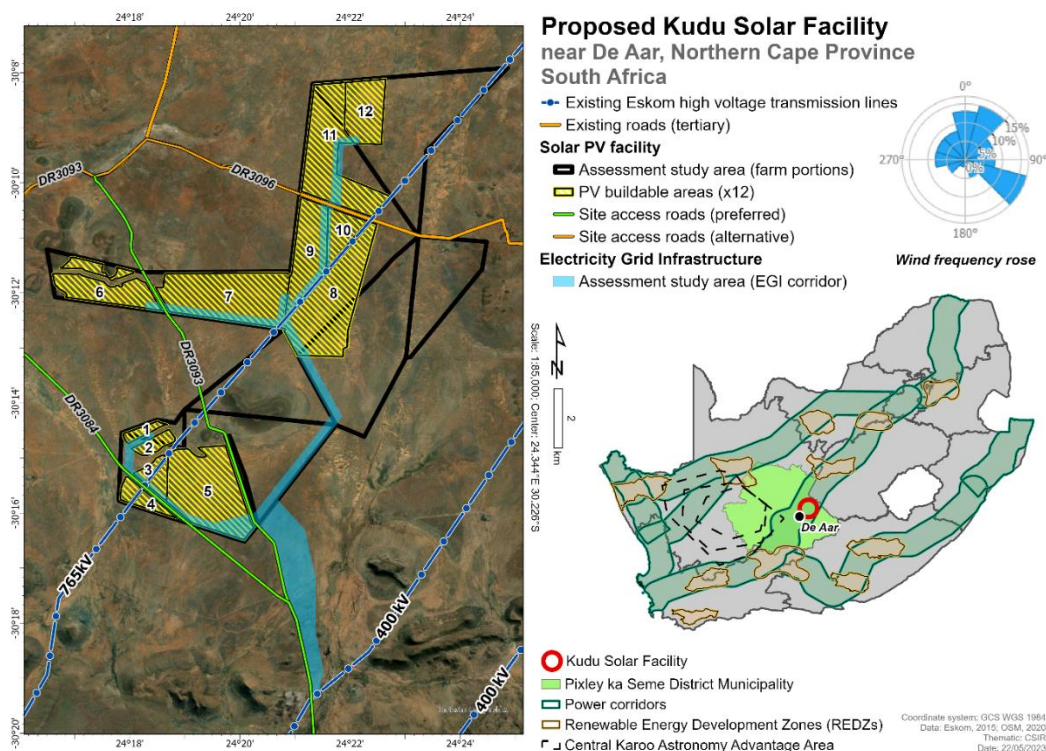 Proposed Kudu Solar Facility
near De Aar, Northern Cape Province
South Africa
Existing Eskom high voltage transmission lines
Existing roads (tertiary)
Solar PV facility
Assessment study area (farm portions)
PV buildable areas (x12)
Site access roads (preferred)
Site access roads (alternative)
Electricity Grid Infrastructure
Assessment study area (EGI corridor)
0°
15%
10%
5%
0%
270°
90°
180°
Wind frequency rose
24°18'
24°20'
24°22'
24°24'
-30°8'
-30°10'
-30°12'
-30°14'
-30°16'
-30°18'
-30°20'
24°18'
24°20'
24°22'
24°24'
12
11
DR3093
DR3096
10
9
6
7
8
DR3093
DR3084
1
2
3
4
5
765kV
400 kV
400 kV
Scale: 1:85,000; Center: 24.344°E 30.226°S
N
2
km
De Aar
Kudu Solar Facility
Pixley ka Seme District Municipality
Power corridors
Renewable Energy Development Zones (REDZs)
Central Karoo Astronomy Advantage Area
Coordinate system: GCS WGS 1984
Data: Eskom, 2015; OSM, 2020
Thematic: CSIR